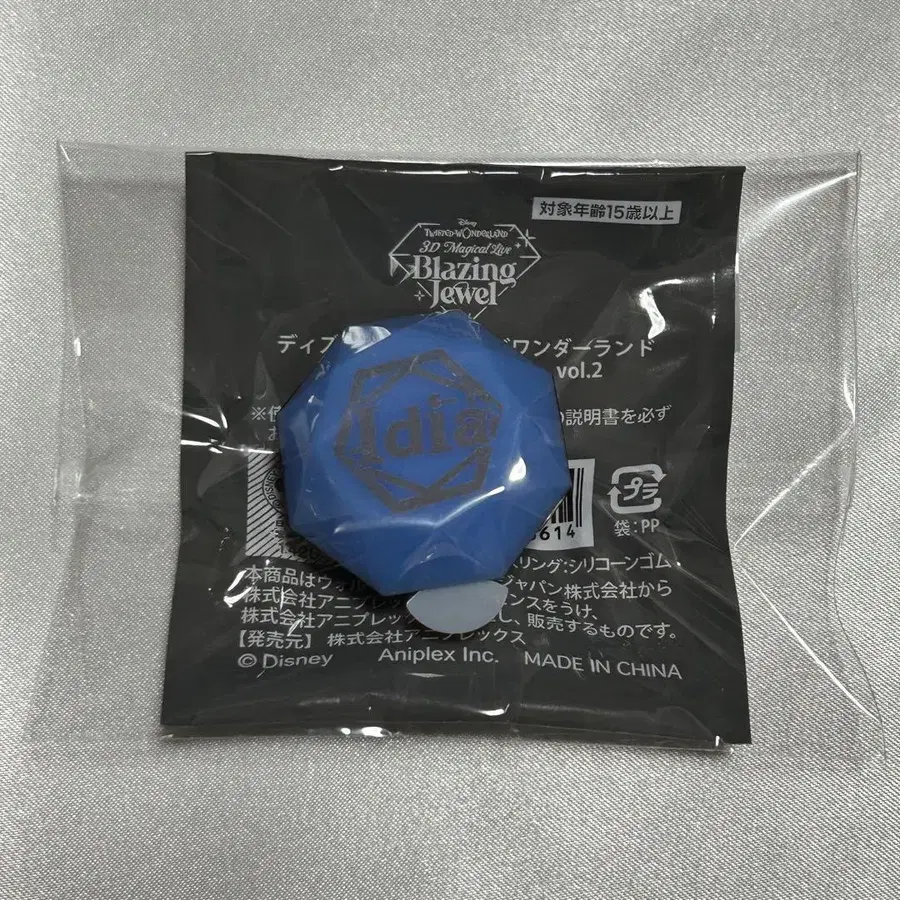 対象年齢15歳以上
Disney
TWISTED-WONDERLAND
3D Magical Live
Blazing
Jewel
ディズ ワンダーランド
vol.2
Idia
説明書を必ず
お
プラ
614
袋:PP
リング:シリコーンゴム
本商品はウォル ジャパン株式会社から
株式会社アニプレ センスをうけ、
株式会社アニプレック し、販売するものです。
【発売元】 株式会社アニプレックス
© Disney Aniplex Inc. MADE IN CHINA